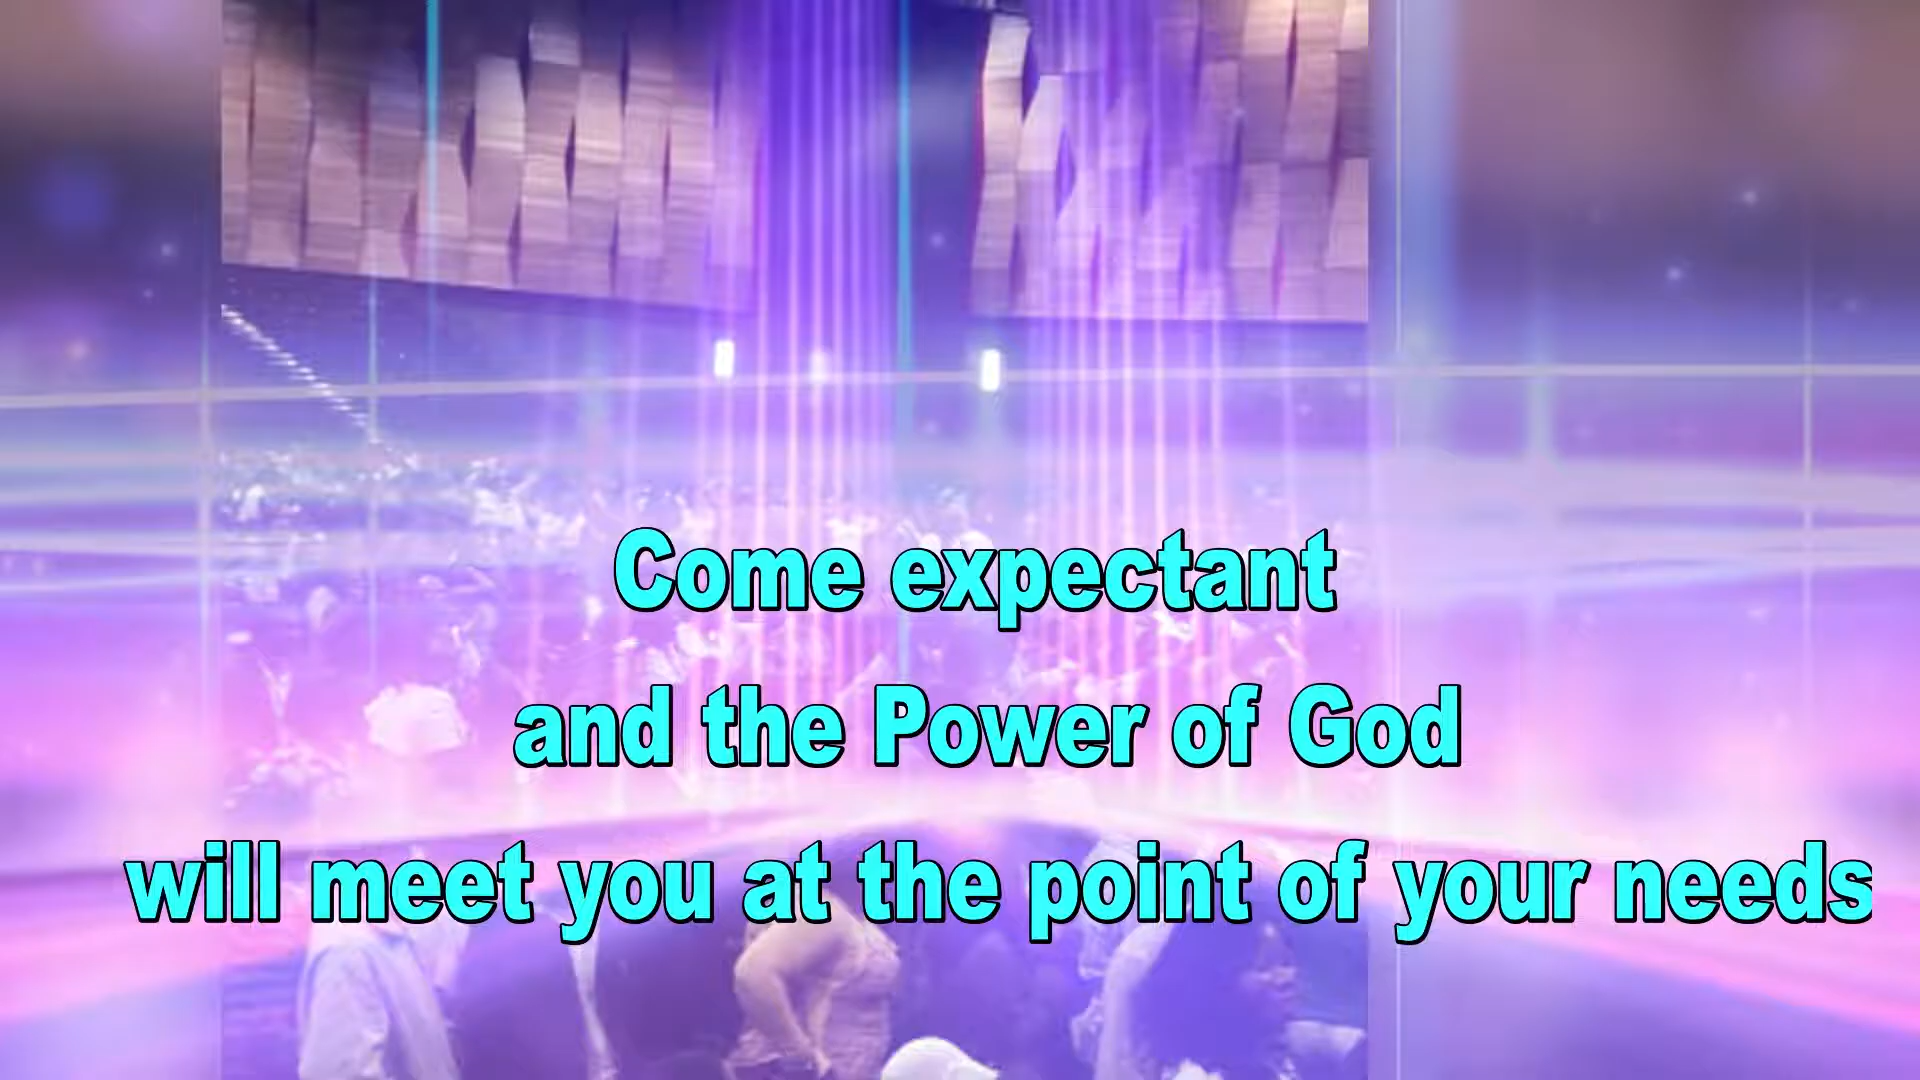 Come expectant
and the Power of God
will meet you at the point of your needs